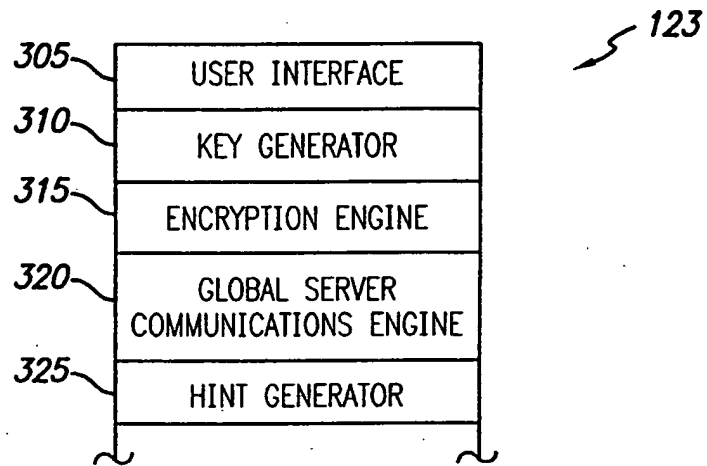 123
305 USER INTERFACE
310 KEY GENERATOR
315 ENCRYPTION ENGINE
320 GLOBAL SERVER
COMMUNICATIONS ENGINE
325 HINT GENERATOR